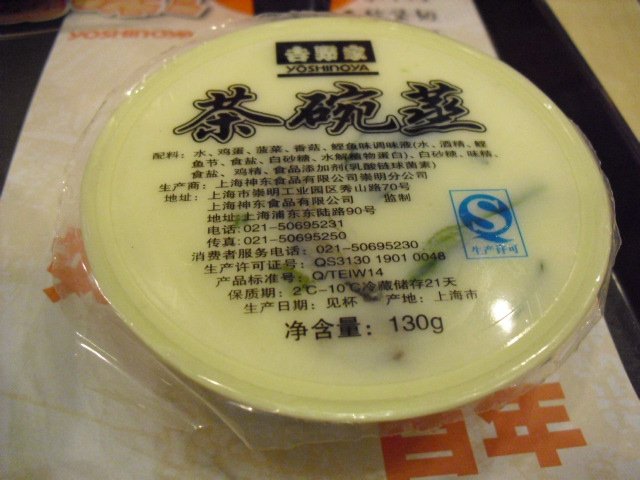 YOSHINOYA
吉野家
YOSHINOYA
茶碗蒸
配料：水、鸡蛋、菠菜、香菇、鲣鱼味调味液(水、酒精、鲣
鱼节、食盐、白砂糖、水解植物蛋白)、白砂糖、味精、
食盐、鸡精、食品添加剂(乳酸链球菌素)
生产商：上海神东食品有限公司崇明分公司
地址：上海市崇明工业园区秀山路70号
上海神东食品有限公司 监制
地址:上海浦东东陆路90号
电话:021-50695231
传真:021-50695250
消费者服务电话：021-50695230
生产许可证号：QS3130 1901 0048
产品标准号：Q/TEIW14
保质期：2℃-10℃冷藏储存21天
生产日期：见杯 产地：上海市
净含量：130g
生产许可